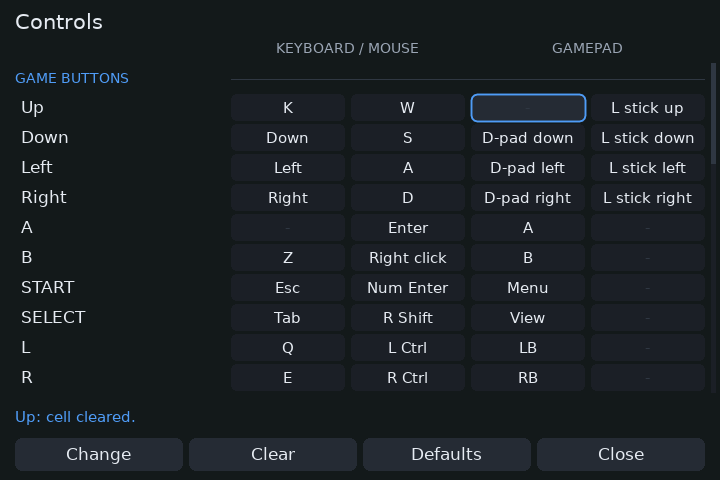 Controls
KEYBOARD / MOUSE GAMEPAD
GAME BUTTONS
Up K W - L stick up
Down Down S D-pad down L stick down
Left Left A D-pad left L stick left
Right Right D D-pad right L stick right
A - Enter A -
B Z Right click B -
START Esc Num Enter Menu -
SELECT Tab R Shift View -
L Q L Ctrl LB -
R E R Ctrl RB -
Up: cell cleared.
Change Clear Defaults Close